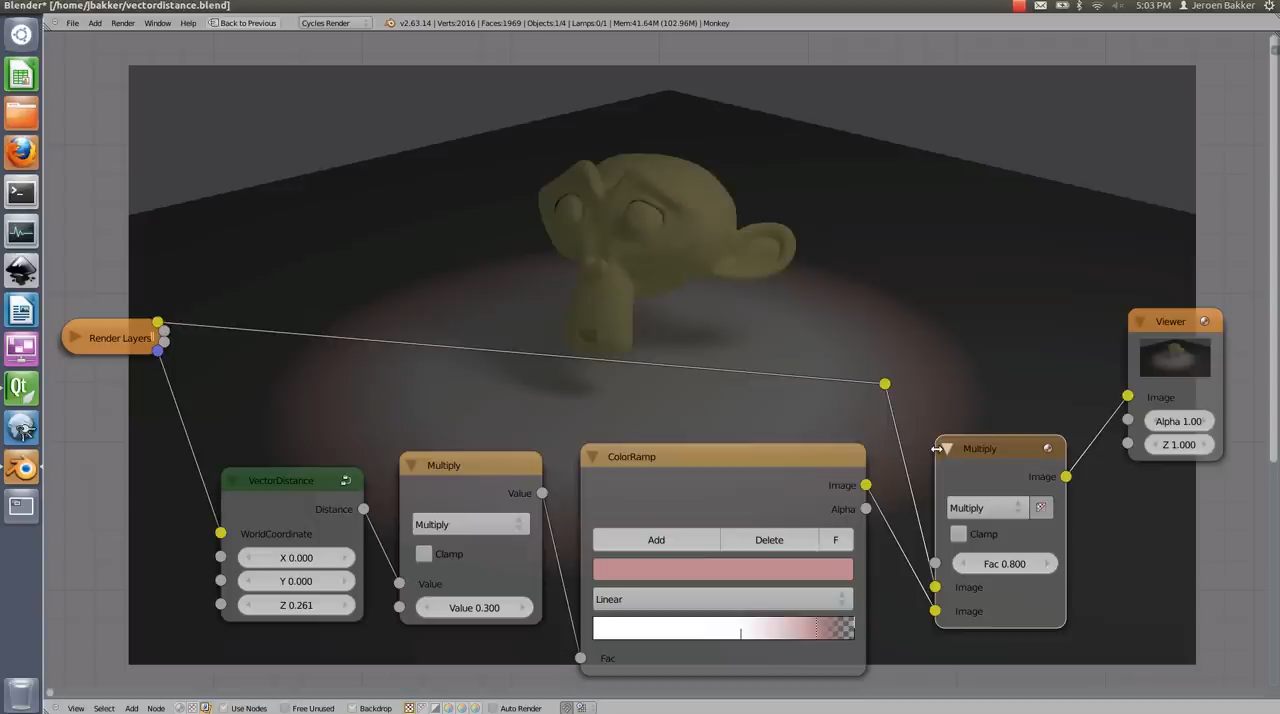 Blender* [/home/jbakker/vectordistance.blend]
5:03 PM Jeroen Bakker
File Add Render Window Help Back to Previous Cycles Render v2.63.14 | Verts:2016 | Faces:1969 | Objects:1/4 | Lamps:0/1 | Mem:41.64M (102.96M) | Monkey
Render Layers
VectorDistance
Distance
WorldCoordinate
X 0.000
Y 0.000
Z 0.261
Multiply
Value
Multiply
Clamp
Value
Value 0.300
ColorRamp
Image
Alpha
Add Delete F
Linear
Fac
Multiply
Image
Multiply
Clamp
Fac 0.800
Image
Image
Viewer
Image
Alpha 1.00
Z 1.000
Qt
View Select Add Node Use Nodes Free Unused Backdrop Auto Render